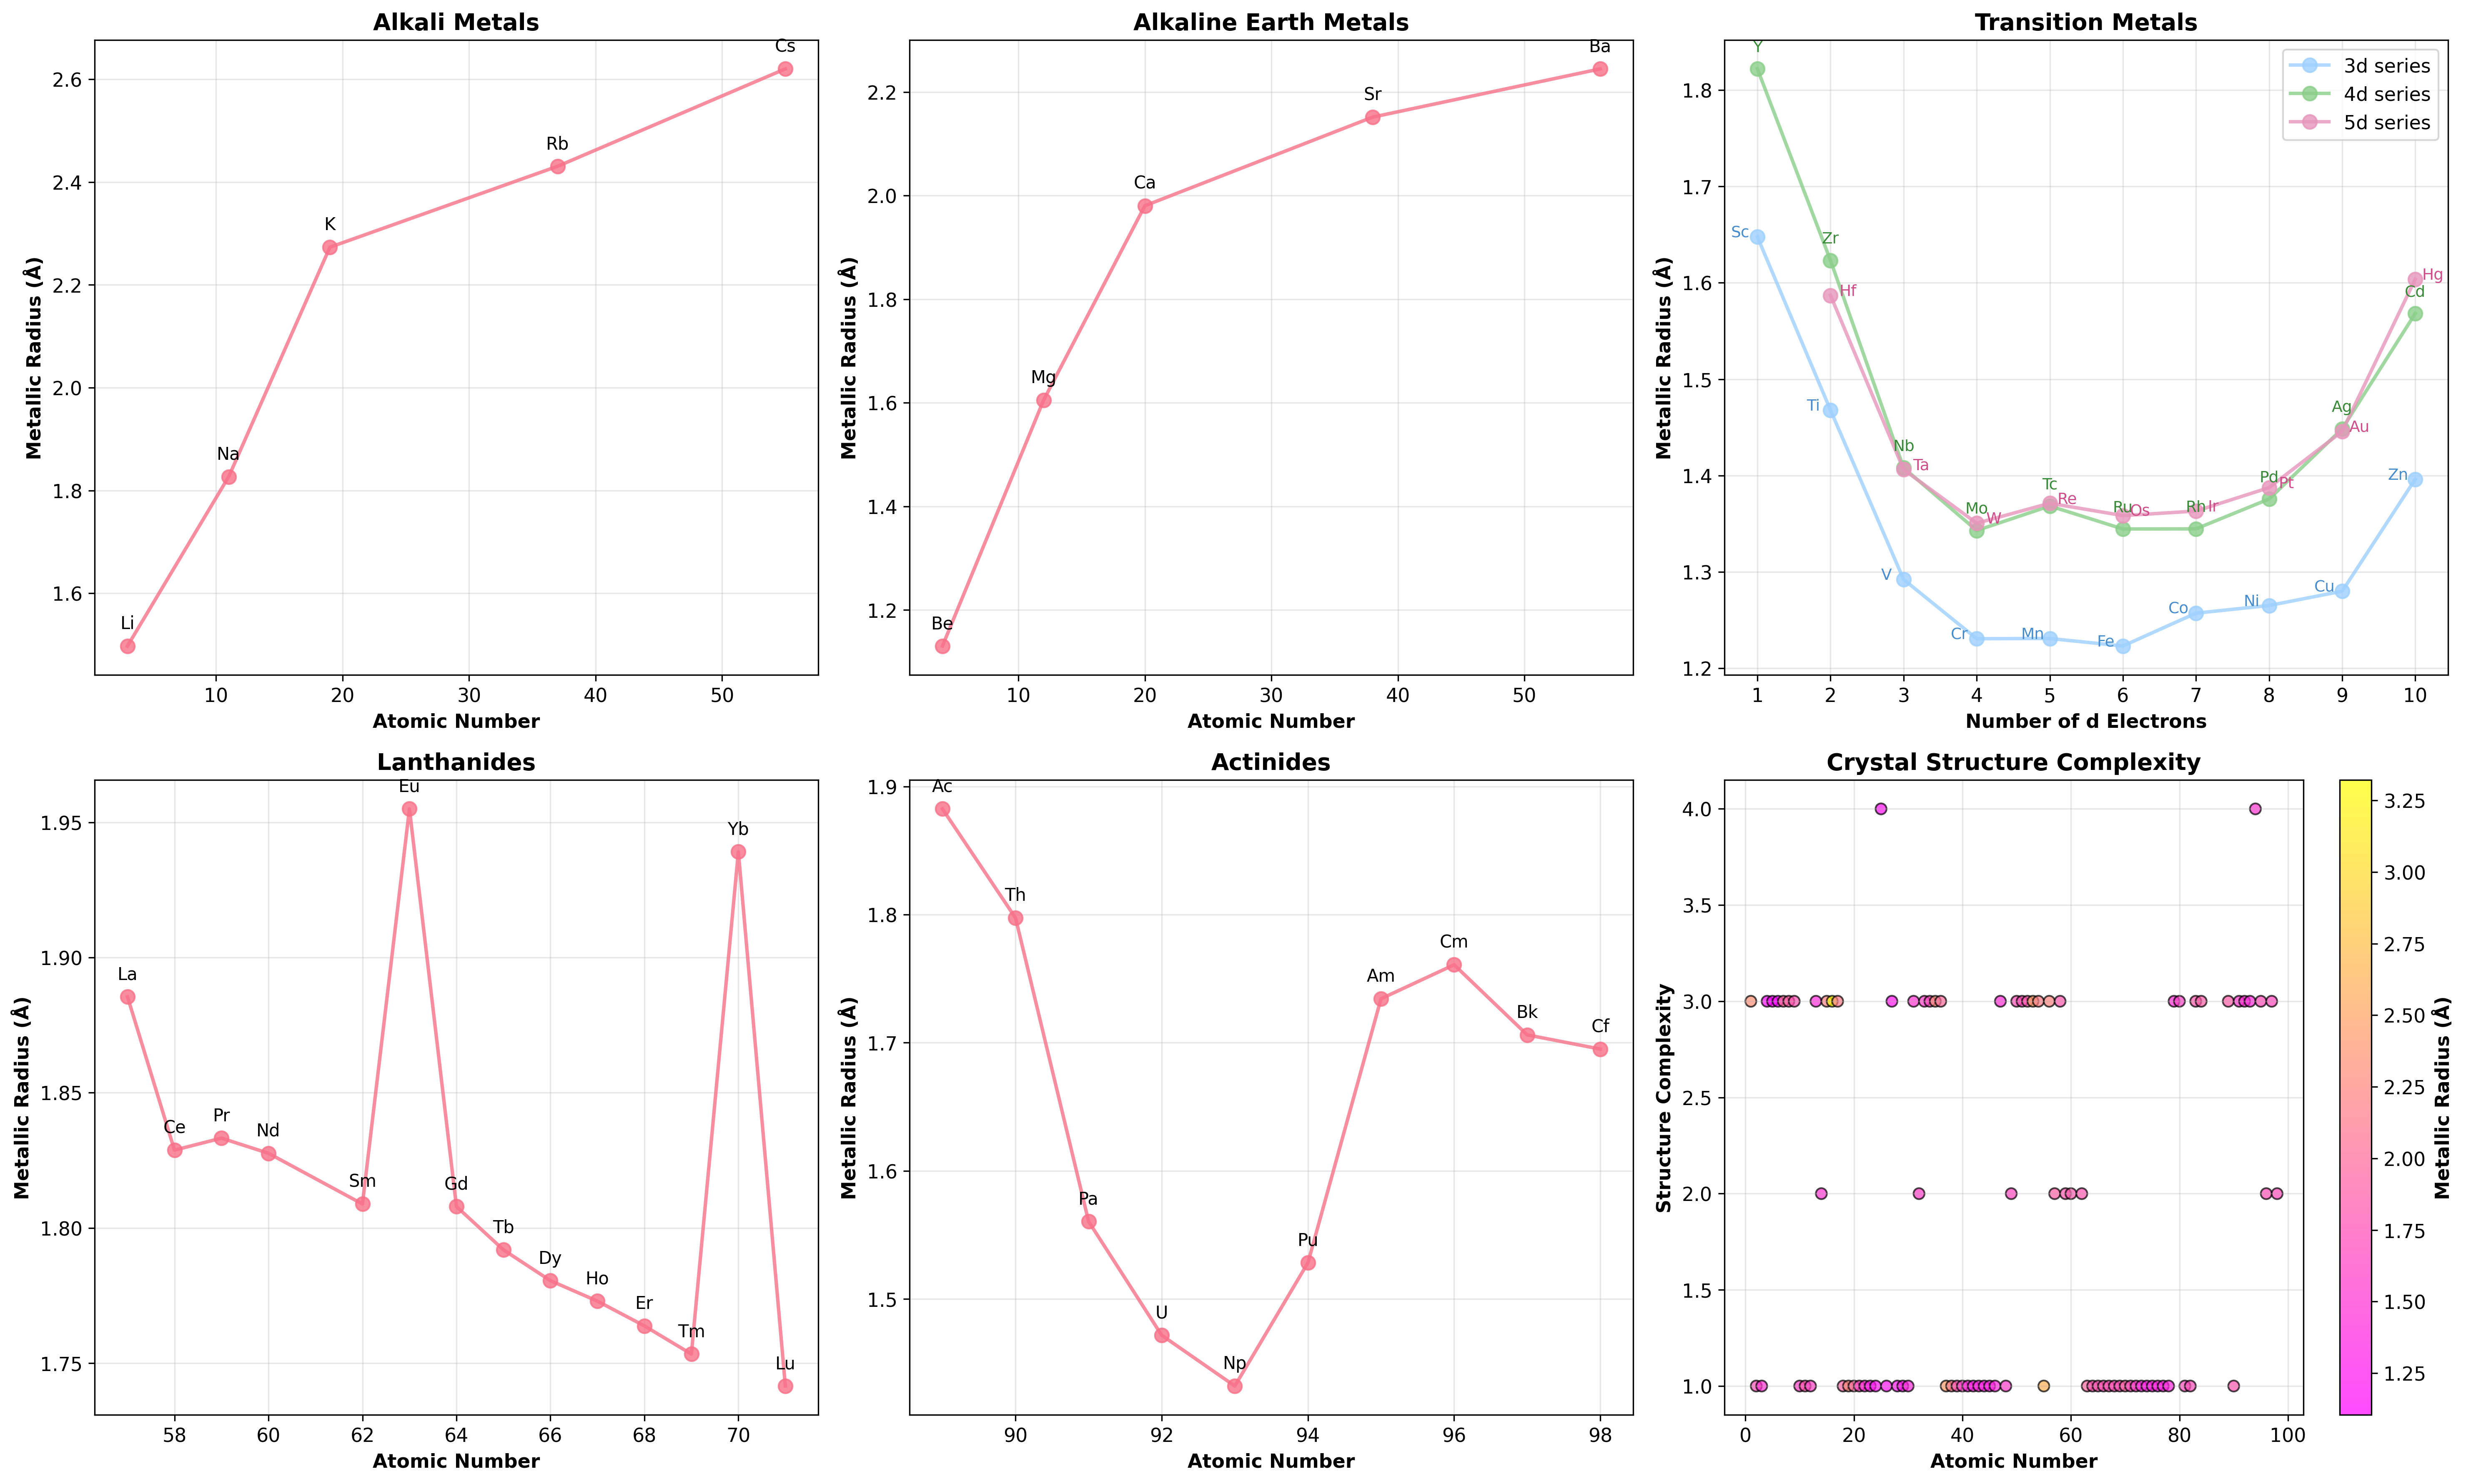 Alkali Metals
Metallic Radius (Å)
2.6
2.4
2.2
2.0
1.8
1.6
Li
Na
K
Rb
Cs
10
20
30
40
50
Atomic Number
Alkaline Earth Metals
Metallic Radius (Å)
2.2
2.0
1.8
1.6
1.4
1.2
Be
Mg
Ca
Sr
Ba
10
20
30
40
50
Atomic Number
Transition Metals
3d series
4d series
5d series
Metallic Radius (Å)
1.8
1.7
1.6
1.5
1.4
1.3
1.2
Sc
Ti
V
Cr
Mn
Fe
Co
Ni
Cu
Zn
Y
Zr
Nb
Mo
Tc
Ru
Rh
Pd
Ag
Cd
Hf
Ta
W
Re
Os
Ir
Pt
Au
Hg
1
2
3
4
5
6
7
8
9
10
Number of d Electrons
Lanthanides
Metallic Radius (Å)
1.95
1.90
1.85
1.80
1.75
La
Ce
Pr
Nd
Sm
Eu
Gd
Tb
Dy
Ho
Er
Tm
Yb
Lu
58
60
62
64
66
68
70
Atomic Number
Actinides
Metallic Radius (Å)
1.9
1.8
1.7
1.6
1.5
Ac
Th
Pa
U
Np
Pu
Am
Cm
Bk
Cf
90
92
94
96
98
Atomic Number
Crystal Structure Complexity
Structure Complexity
4.0
3.5
3.0
2.5
2.0
1.5
1.0
0
20
40
60
80
100
Atomic Number
3.25
3.00
2.75
2.50
2.25
2.00
1.75
1.50
1.25
Metallic Radius (Å)